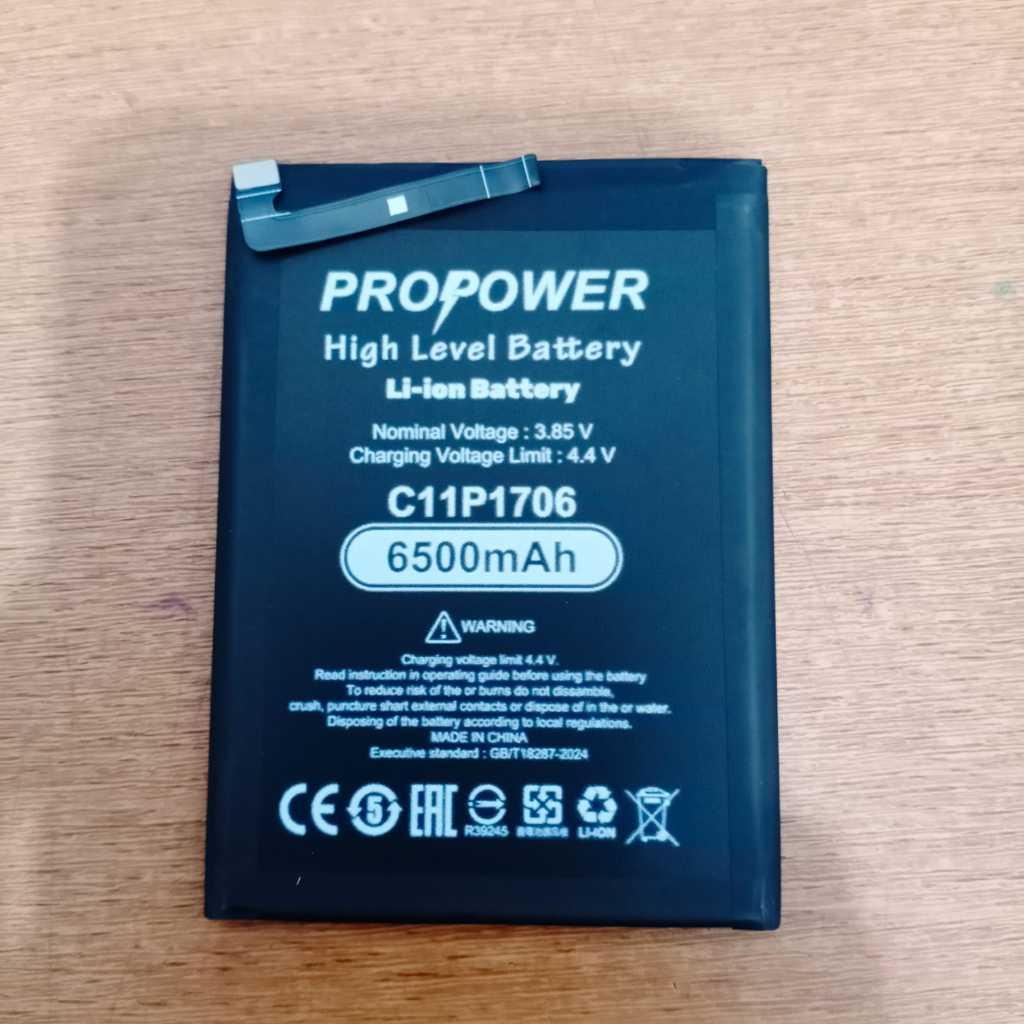 PROPOWER
High Level Battery
Li-ion Battery
Nominal Voltage : 3.85 V
Charging Voltage Limit : 4.4 V
C11P1706
6500mAh
WARNING
Charging voltage limit 4.4 V.
Read instruction in operating guide before using the battery
To reduce risk of the or burns do not dissamble,
crush, puncture shart external contacts or dispose of in the or water.
Disposing of the battery according to local regulations.
MADE IN CHINA
Executive standard : GB/T18287-2024
CE 5 EAC
R39245
LI-ION